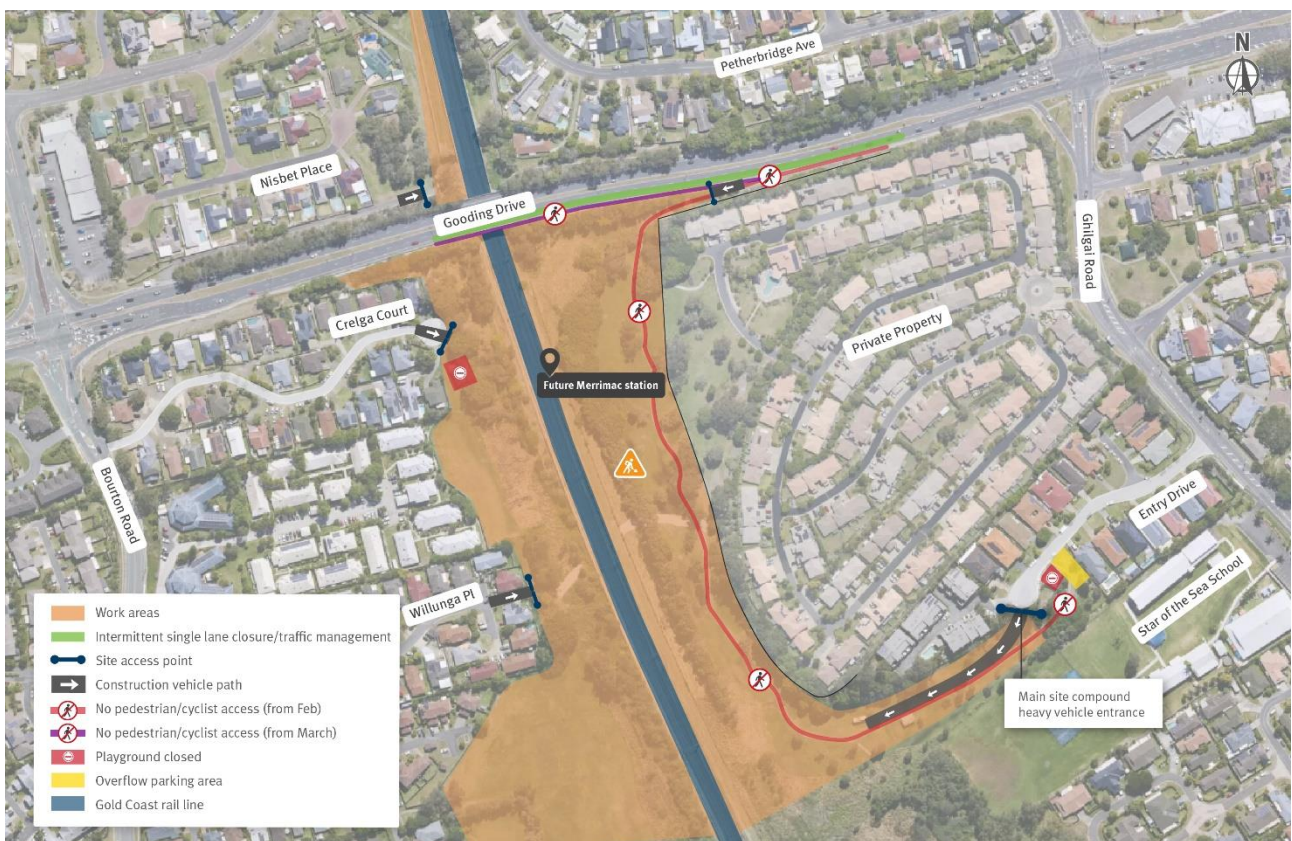 Petherbridge Ave
N
Nisbet Place
Gooding Drive
Ghilgai Road
Crelga Court
Private Property
Future Merrimac station
Bourton Road
Entry Drive
Star of the Sea School
Willunga Pl
Main site compound
heavy vehicle entrance
Work areas
Intermittent single lane closure/traffic management
Site access point
Construction vehicle path
No pedestrian/cyclist access (from Feb)
No pedestrian/cyclist access (from March)
Playground closed
Overflow parking area
Gold Coast rail line